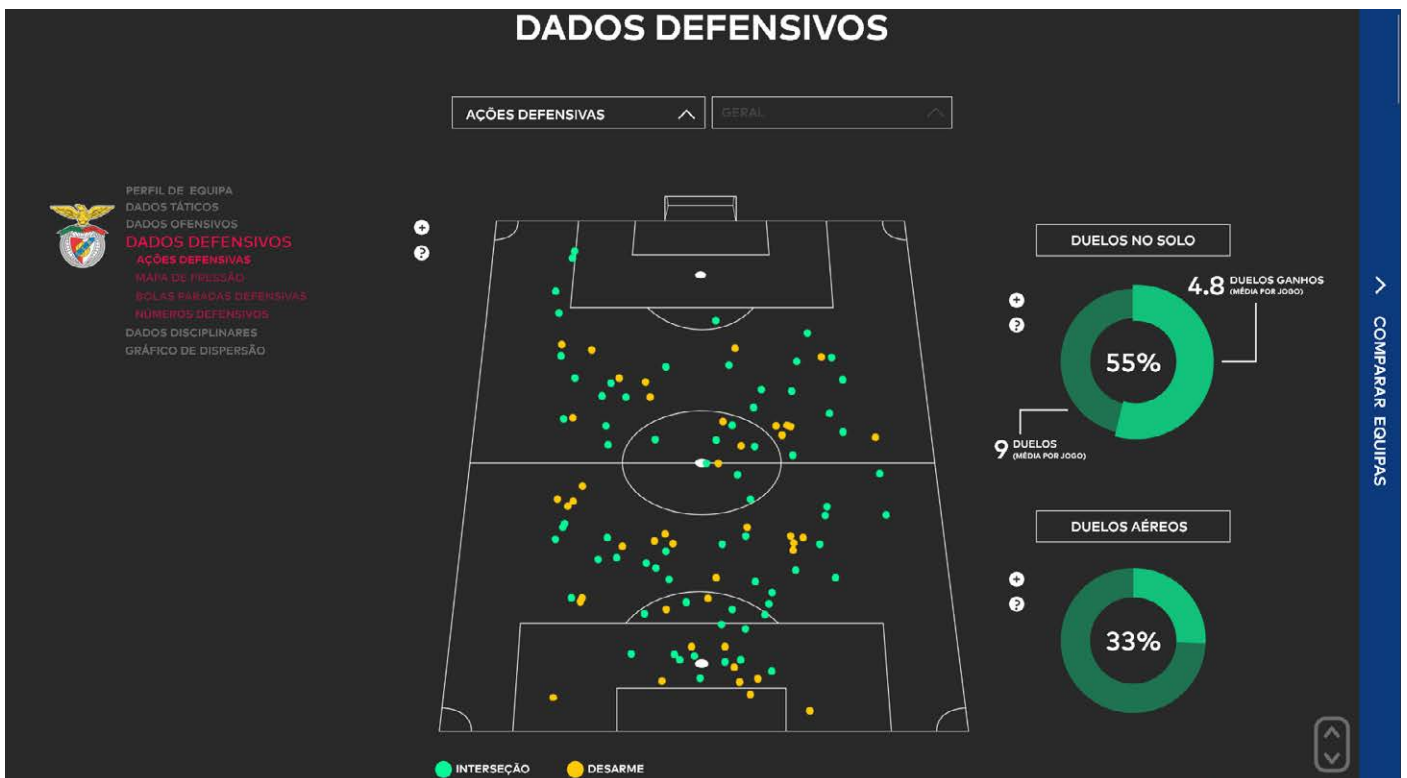 DADOS DEFENSIVOS
AÇÕES DEFENSIVAS
GERAL
PERFIL DE EQUIPA
DADOS TÁTICOS
DADOS OFENSIVOS
DADOS DEFENSIVOS
AÇÕES DEFENSIVAS
MAPA DE PRESSÃO
BOLAS PARADAS DEFENSIVAS
NÚMEROS DEFENSIVOS
DADOS DISCIPLINARES
GRÁFICO DE DISPERSÃO
+
?
DUELOS NO SOLO
+
?
4.8 DUELOS GANHOS
(MÉDIA POR JOGO)
55%
9 DUELOS
(MÉDIA POR JOGO)
DUELOS AÉREOS
+
?
33%
INTERSEÇÃO
DESARME
COMPARAR EQUIPAS